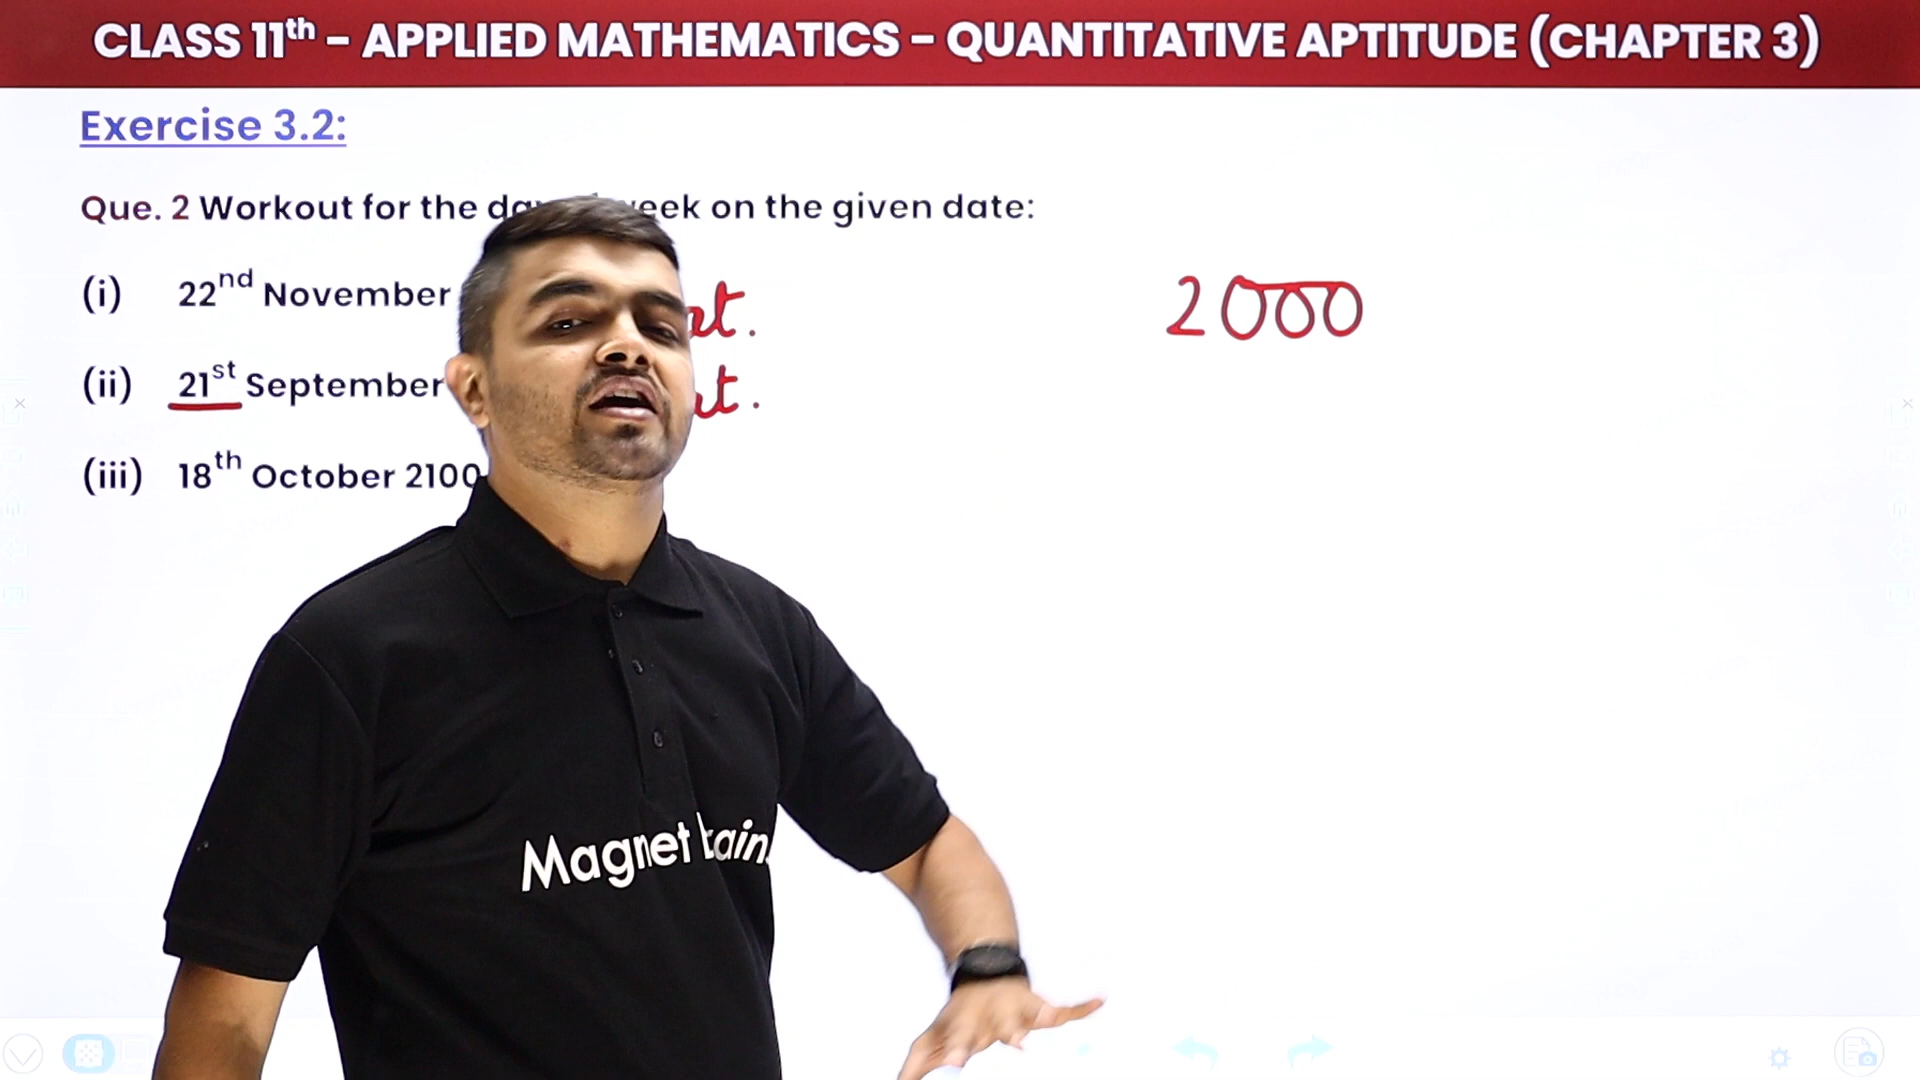 CLASS 11th - APPLIED MATHEMATICS - QUANTITATIVE APTITUDE (CHAPTER 3)
Exercise 3.2:
Que. 2 Workout for the week on the given date:
(i) 22nd November
2000
(ii) 21st September
(iii) 18th October 2100
Magnet